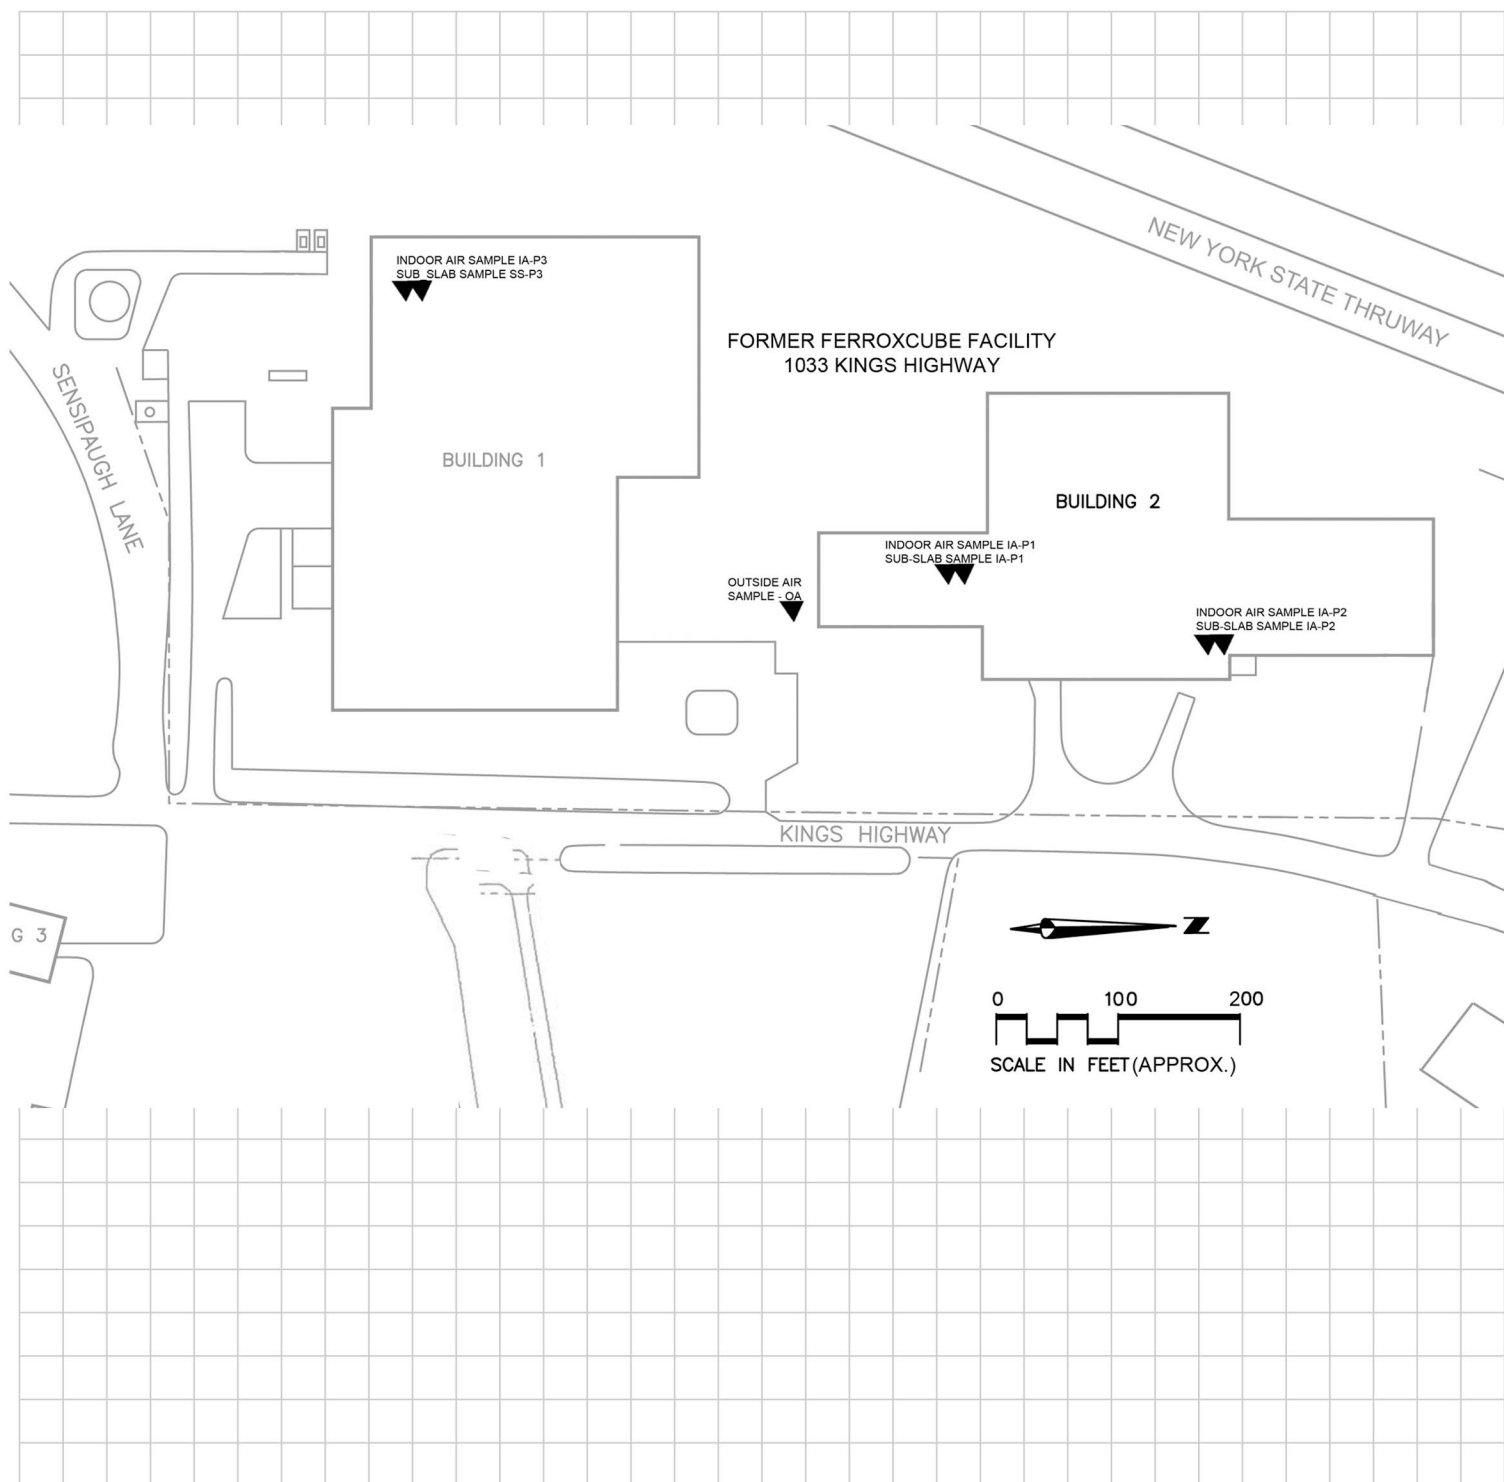 NEW YORK STATE THRUWAY
INDOOR AIR SAMPLE IA-P3
SUB SLAB SAMPLE SS-P3
FORMER FERROXCUBE FACILITY
1033 KINGS HIGHWAY
SENSIPAUGH LANE
BUILDING 1
BUILDING 2
INDOOR AIR SAMPLE IA-P1
SUB-SLAB SAMPLE IA-P1
OUTSIDE AIR
SAMPLE - OA
INDOOR AIR SAMPLE IA-P2
SUB-SLAB SAMPLE IA-P2
KINGS HIGHWAY
G 3
Z
0 100 200
SCALE IN FEET (APPROX.)